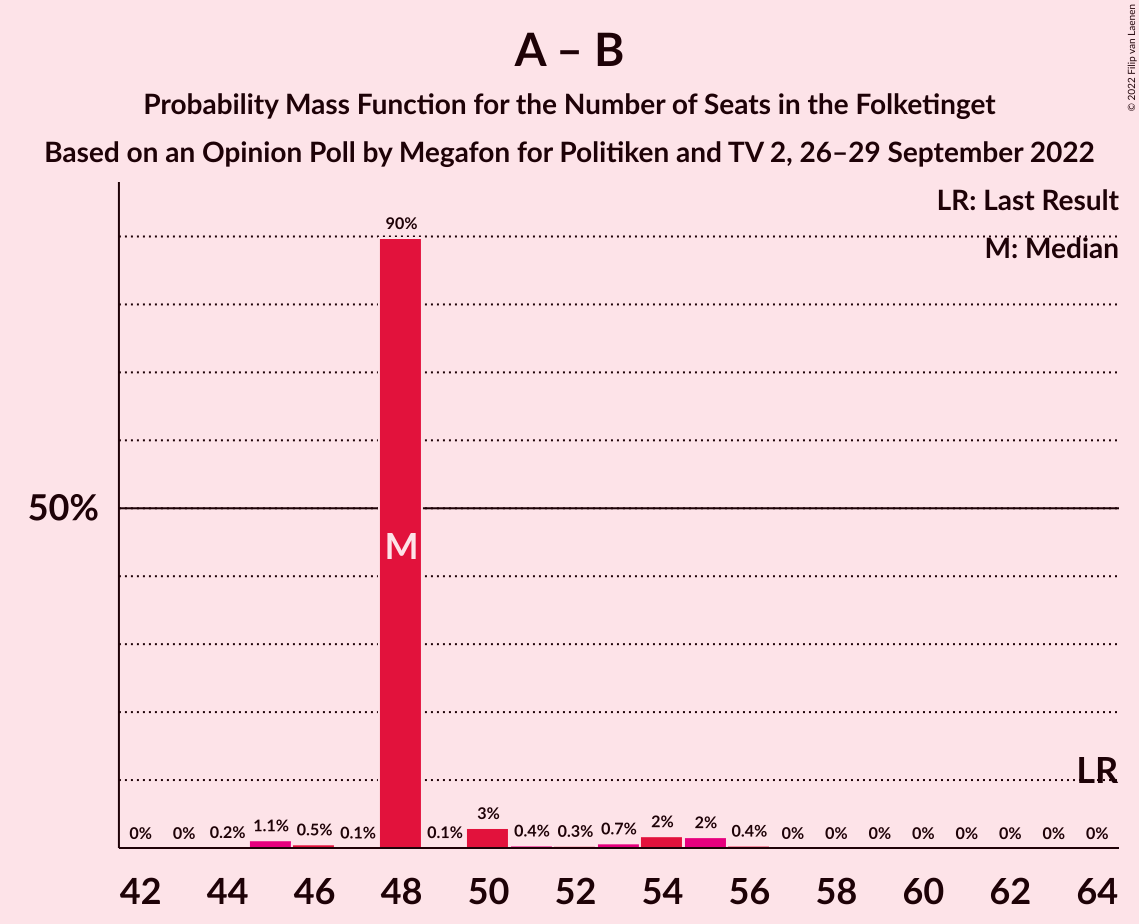 A – B
Probability Mass Function for the Number of Seats in the Folketinget
Based on an Opinion Poll by Megafon for Politiken and TV 2, 26–29 September 2022
© 2022 Filip van Laenen
LR: Last Result
M: Median
90%
50%
M
LR
0% 0% 0.2% 1.1% 0.5% 0.1% 0.1% 3% 0.4% 0.3% 0.7% 2% 2% 0.4% 0% 0% 0% 0% 0% 0% 0% 0%
42 44 46 48 50 52 54 56 58 60 62 64